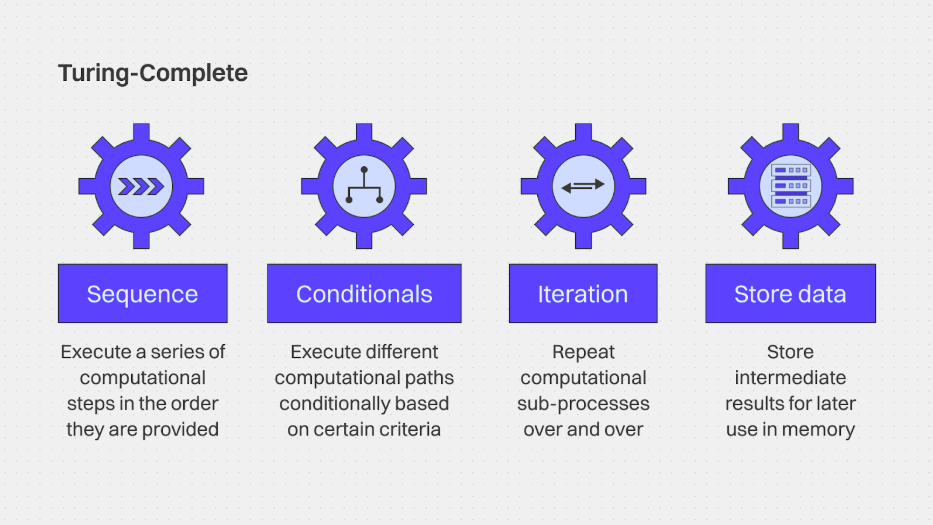 Turing-Complete
Sequence
Execute a series of
computational
steps in the order
they are provided
Conditionals
Execute different
computational paths
conditionally based
on certain criteria
Iteration
Repeat
computational
sub-processes
over and over
Store data
Store
intermediate
results for later
use in memory